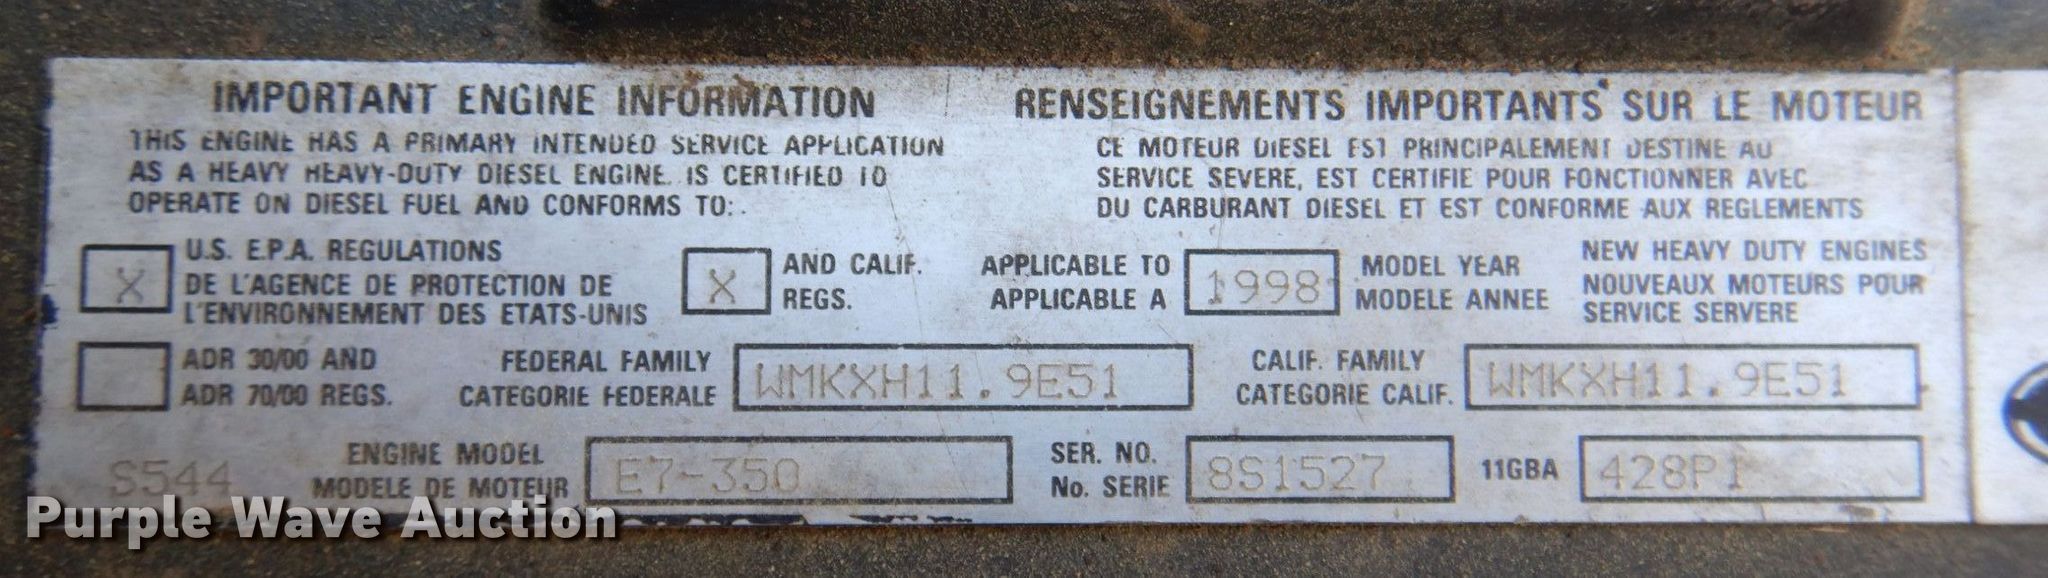 IMPORTANT ENGINE INFORMATION
THIS ENGINE HAS A PRIMARY INTENDED SERVICE APPLICATION
AS A HEAVY HEAVY-DUTY DIESEL ENGINE. IS CERTIFIED TO
OPERATE ON DIESEL FUEL AND CONFORMS TO:
RENSEIGNEMENTS IMPORTANTS SUR LE MOTEUR
CE MOTEUR DIESEL EST PRINCIPALEMENT DESTINE AU
SERVICE SEVERE, EST CERTIFIE POUR FONCTIONNER AVEC
DU CARBURANT DIESEL ET EST CONFORME AUX REGLEMENTS
X U.S. E.P.A. REGULATIONS
DE L'AGENCE DE PROTECTION DE
L'ENVIRONNEMENT DES ETATS-UNIS
X AND CALIF.
REGS.
APPLICABLE TO
APPLICABLE A
1998
MODEL YEAR
MODELE ANNEE
NEW HEAVY DUTY ENGINES
NOUVEAUX MOTEURS POUR
SERVICE SERVERE
ADR 30/00 AND
ADR 70/00 REGS.
FEDERAL FAMILY
CATEGORIE FEDERALE
WMKXH11.9E51
CALIF. FAMILY
CATEGORIE CALIF.
WMKXH11.9E51
S544
ENGINE MODEL
MODELE DE MOTEUR
E7-350
SER. NO.
No. SERIE
8S1527
11GBA
428P1
Purple Wave Auction